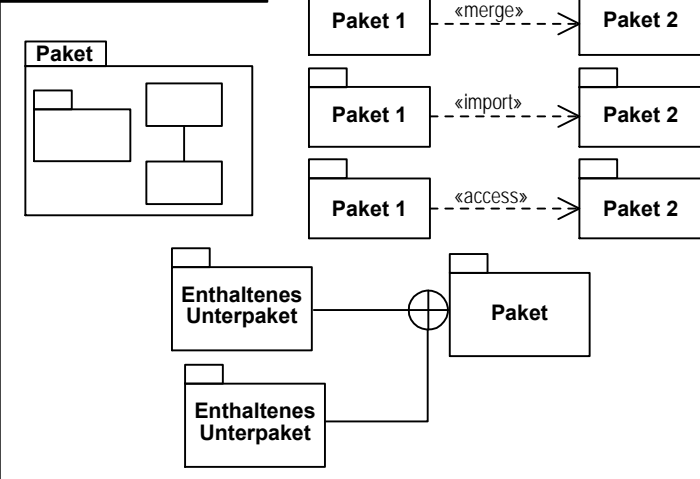 Paket
Paket 1 «merge» Paket 2
Paket 1 «import» Paket 2
Paket 1 «access» Paket 2
Enthaltenes
Unterpaket
Paket
Enthaltenes
Unterpaket